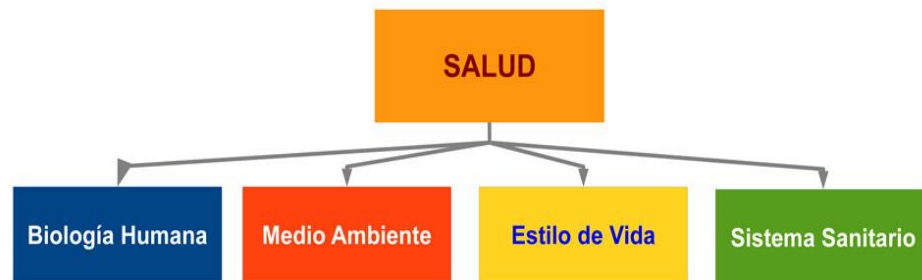 SALUD
Biología Humana
Medio Ambiente
Estilo de Vida
Sistema Sanitario